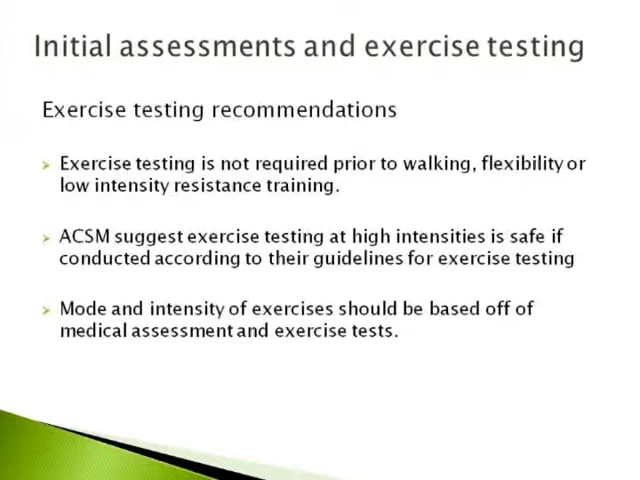 Initial assessments and exercise testing
Exercise testing recommendations
Exercise testing is not required prior to walking, flexibility or
low intensity resistance training.
ACSM suggest exercise testing at high intensities is safe if
conducted according to their guidelines for exercise testing
Mode and intensity of exercises should be based off of
medical assessment and exercise tests.